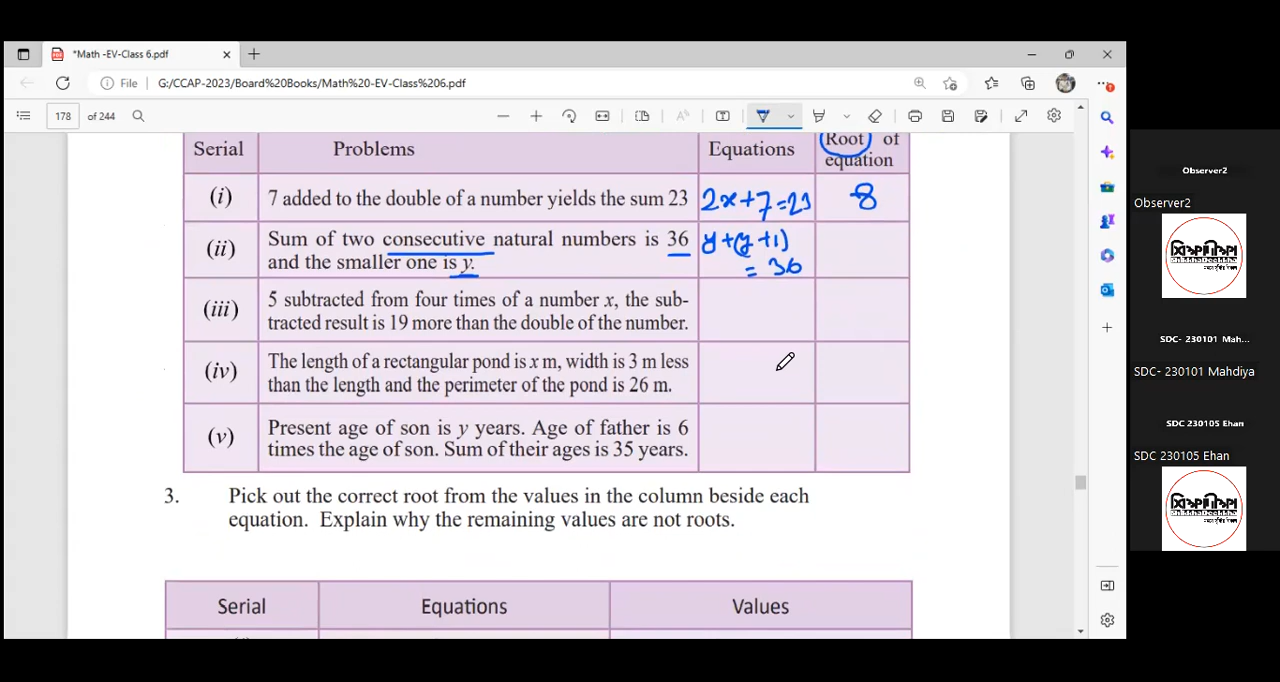 *Math -EV-Class 6.pdf
File G:/CCAP-2023/Board%20Books/Math%20-EV-Class%206.pdf
178 of 244
Serial Problems Equations Root of equation
(i) 7 added to the double of a number yields the sum 23 2x+7=23 8
(ii) Sum of two consecutive natural numbers is 36 y+(y+1)
and the smaller one is y. = 36
(iii) 5 subtracted from four times of a number x, the sub-
tracted result is 19 more than the double of the number.
(iv) The length of a rectangular pond is x m, width is 3 m less
than the length and the perimeter of the pond is 26 m.
(v) Present age of son is y years. Age of father is 6
times the age of son. Sum of their ages is 35 years.
3. Pick out the correct root from the values in the column beside each
equation. Explain why the remaining values are not roots.
Serial Equations Values
Observer2
Observer2
SDC- 230101 Mah...
SDC- 230101 Mahdiya
SDC 230105 Ehan
SDC 230105 Ehan